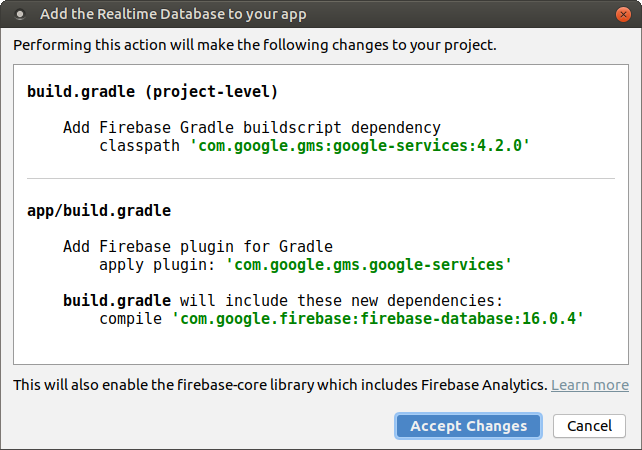 Add the Realtime Database to your app
Performing this action will make the following changes to your project.
build.gradle (project-level)
Add Firebase Gradle buildscript dependency
classpath 'com.google.gms:google-services:4.2.0'
app/build.gradle
Add Firebase plugin for Gradle
apply plugin: 'com.google.gms.google-services'
build.gradle will include these new dependencies:
compile 'com.google.firebase:firebase-database:16.0.4'
This will also enable the firebase-core library which includes Firebase Analytics. Learn more
Accept Changes Cancel